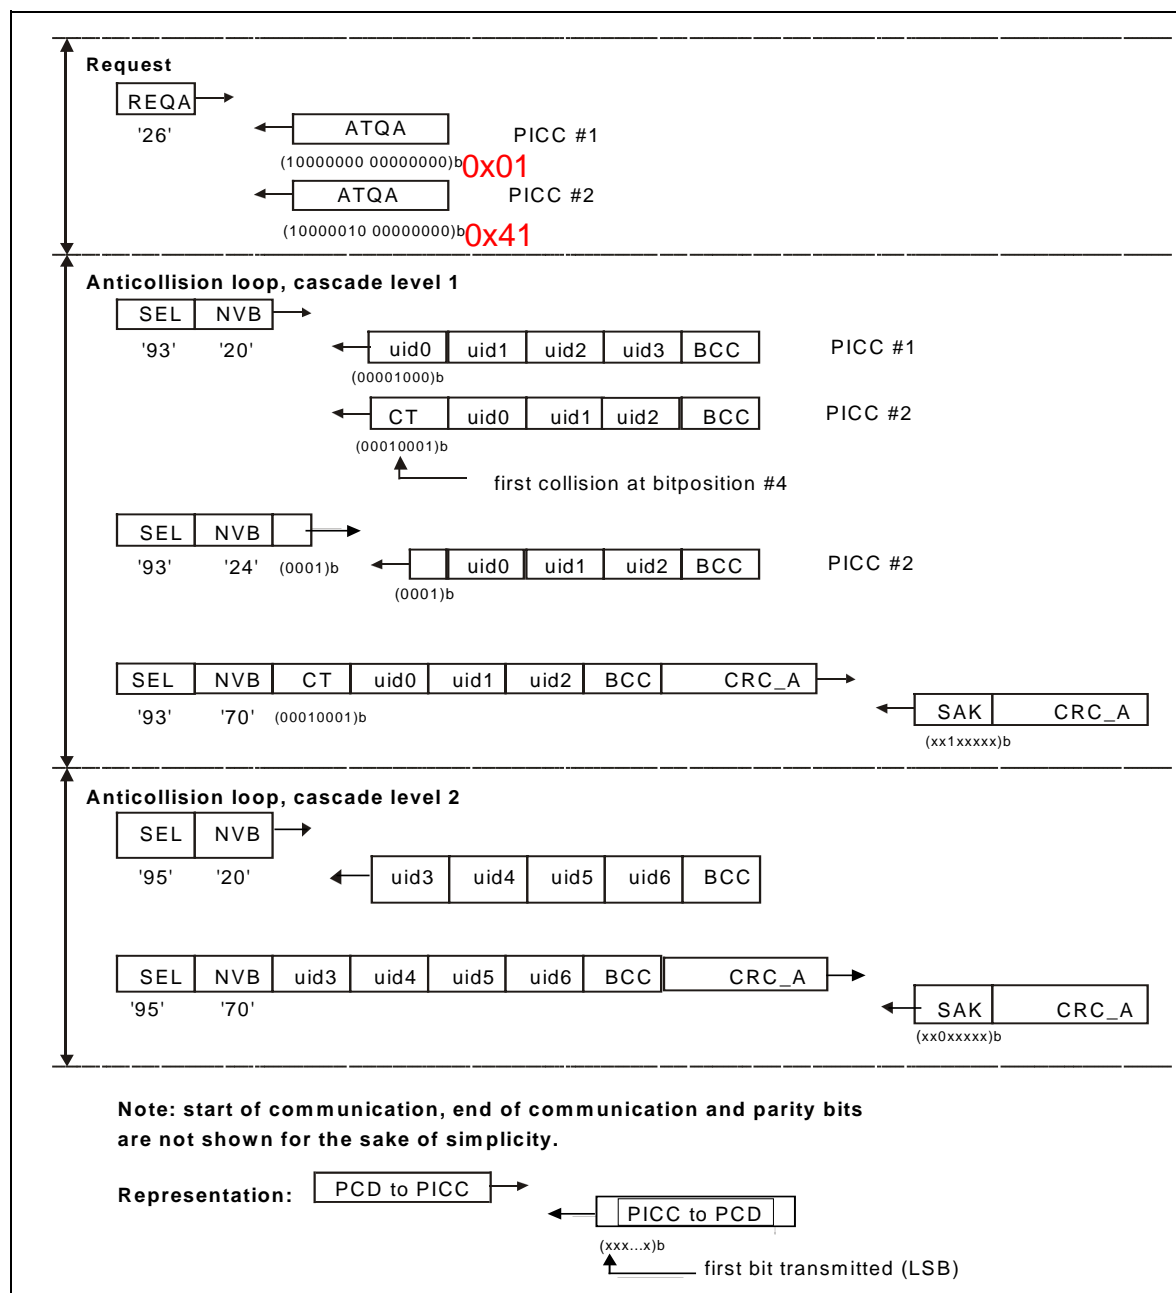 Request
REQA
'26'
ATQA PICC #1
(10000000 00000000)b 0x01
ATQA PICC #2
(10000010 00000000)b 0x41
Anticollision loop, cascade level 1
SEL NVB
'93' '20'
uid0 uid1 uid2 uid3 BCC PICC #1
(00001000)b
CT uid0 uid1 uid2 BCC PICC #2
(00010001)b
first collision at bitposition #4
SEL NVB
'93' '24' (0001)b
uid0 uid1 uid2 BCC PICC #2
(0001)b
SEL NVB CT uid0 uid1 uid2 BCC CRC_A
'93' '70' (00010001)b
SAK CRC_A
(xx1xxxxx)b
Anticollision loop, cascade level 2
SEL NVB
'95' '20'
uid3 uid4 uid5 uid6 BCC
SEL NVB uid3 uid4 uid5 uid6 BCC CRC_A
'95' '70'
SAK CRC_A
(xx0xxxxx)b
Note: start of communication, end of communication and parity bits
are not shown for the sake of simplicity.
Representation: PCD to PICC
PICC to PCD
(xxx...x)b
first bit transmitted (LSB)